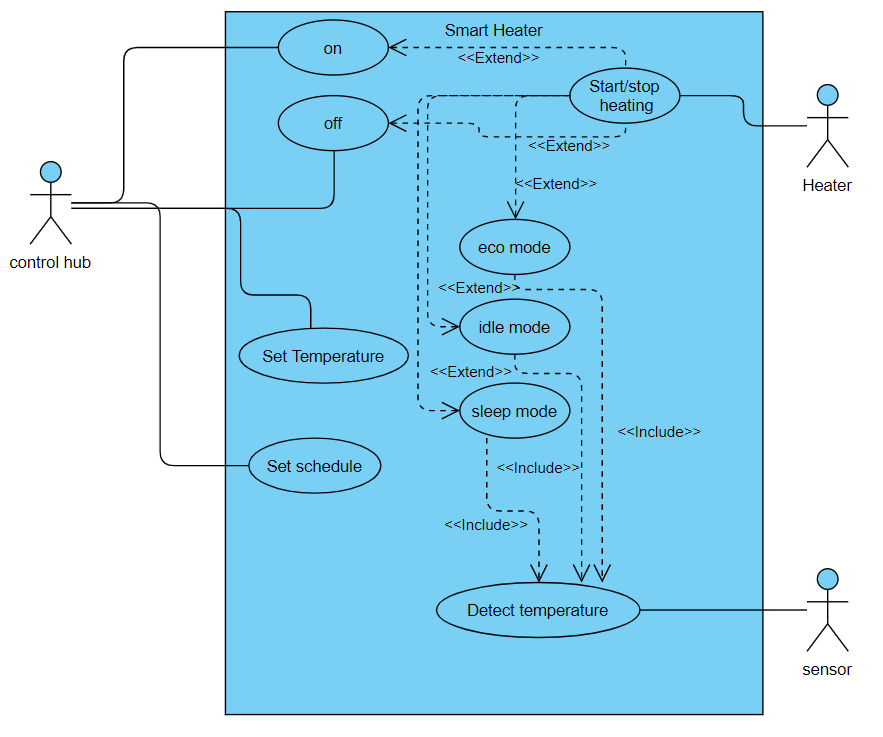 Smart Heater
on
<<Extend>>
Start/stop
heating
off
<<Extend>>
Heater
<<Extend>>
control hub
eco mode
<<Extend>>
idle mode
Set Temperature
<<Extend>>
sleep mode
<<Include>>
Set schedule
<<Include>>
<<Include>>
Detect temperature
sensor